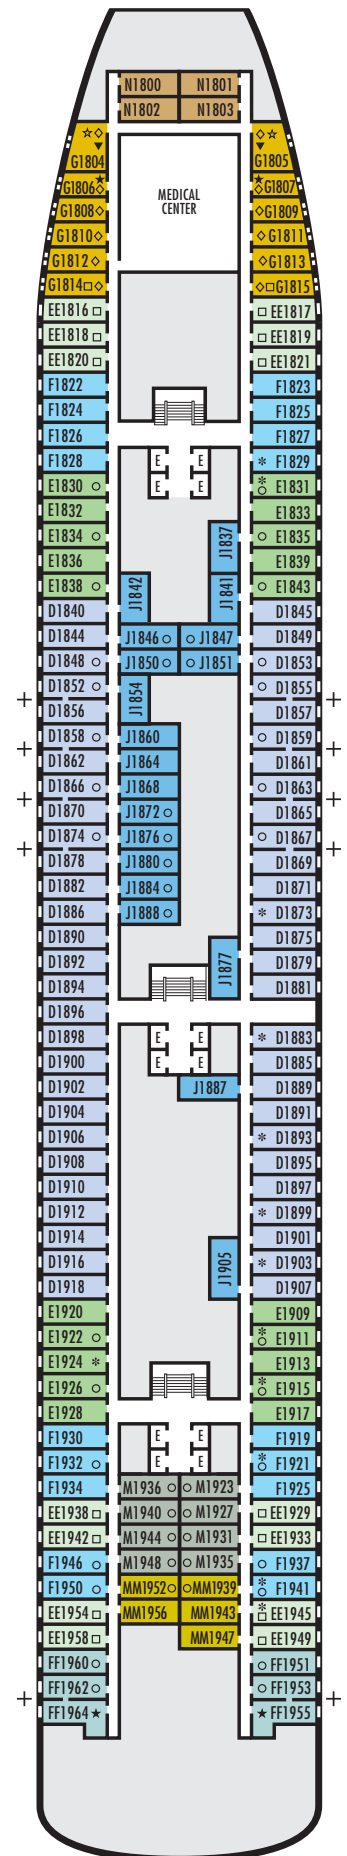 N1800 N1801
N1802 N1803
G1804 G1805
G1806 G1807
MEDICAL
CENTER
G1808 G1809
G1810 G1811
G1812 G1813
G1814 G1815
EE1816 EE1817
EE1818 EE1819
EE1820 EE1821
F1822 F1823
F1824 F1825
F1826 F1827
F1828 E E F1829
E1830 E E E1831
E1832 E1833
E1834 J1837 E1835
E1836 E1839
E1838 J1842 J1841 E1843
D1840 D1845
D1844 J1846 J1847 D1849
D1848 J1850 J1851 D1853
D1852 J1854 D1855
D1856 D1857
D1858 J1860 D1859
D1862 J1864 D1861
D1866 J1868 D1863
D1870 J1872 D1865
D1874 J1876 D1867
D1878 J1880 D1869
D1882 J1884 D1871
D1886 J1888 D1873
D1890 D1875
D1892 J1877 D1879
D1894 D1881
D1896
D1898 E E D1883
D1900 E E D1885
D1902 J1887 D1889
D1904 D1891
D1906 D1893
D1908 D1895
D1910 D1897
D1912 D1899
D1914 D1901
D1916 J1905 D1903
D1918 D1907
E1920 E1909
E1922 E1911
E1924 E1913
E1926 E1915
E1928 E1917
F1930 E E F1919
F1932 E E F1921
F1934 M1936 M1923 F1925
EE1938 M1940 M1927 EE1929
EE1942 M1944 M1931 EE1933
F1946 M1948 M1935 F1937
F1950 MM1952 MM1939 F1941
EE1954 MM1956 MM1943 EE1945
EE1958 MM1947 EE1949
FF1960 FF1951
FF1962 FF1953
FF1964 FF1955